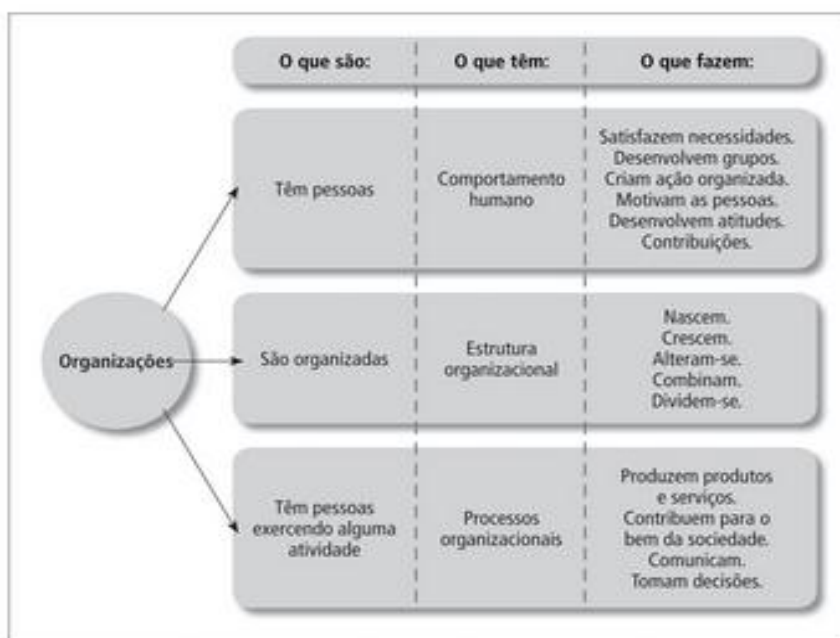 O que são:
O que têm:
O que fazem:
Organizações
Têm pessoas
Comportamento
humano
Satisfazem necessidades.
Desenvolvem grupos.
Criam ação organizada.
Motivam as pessoas.
Desenvolvem atitudes.
Contribuições.
São organizadas
Estrutura
organizacional
Nascem.
Crescem.
Alteram-se.
Combinam.
Dividem-se.
Têm pessoas
exercendo alguma
atividade
Processos
organizacionais
Produzem produtos
e serviços.
Contribuem para o
bem da sociedade.
Comunicam.
Tomam decisões.